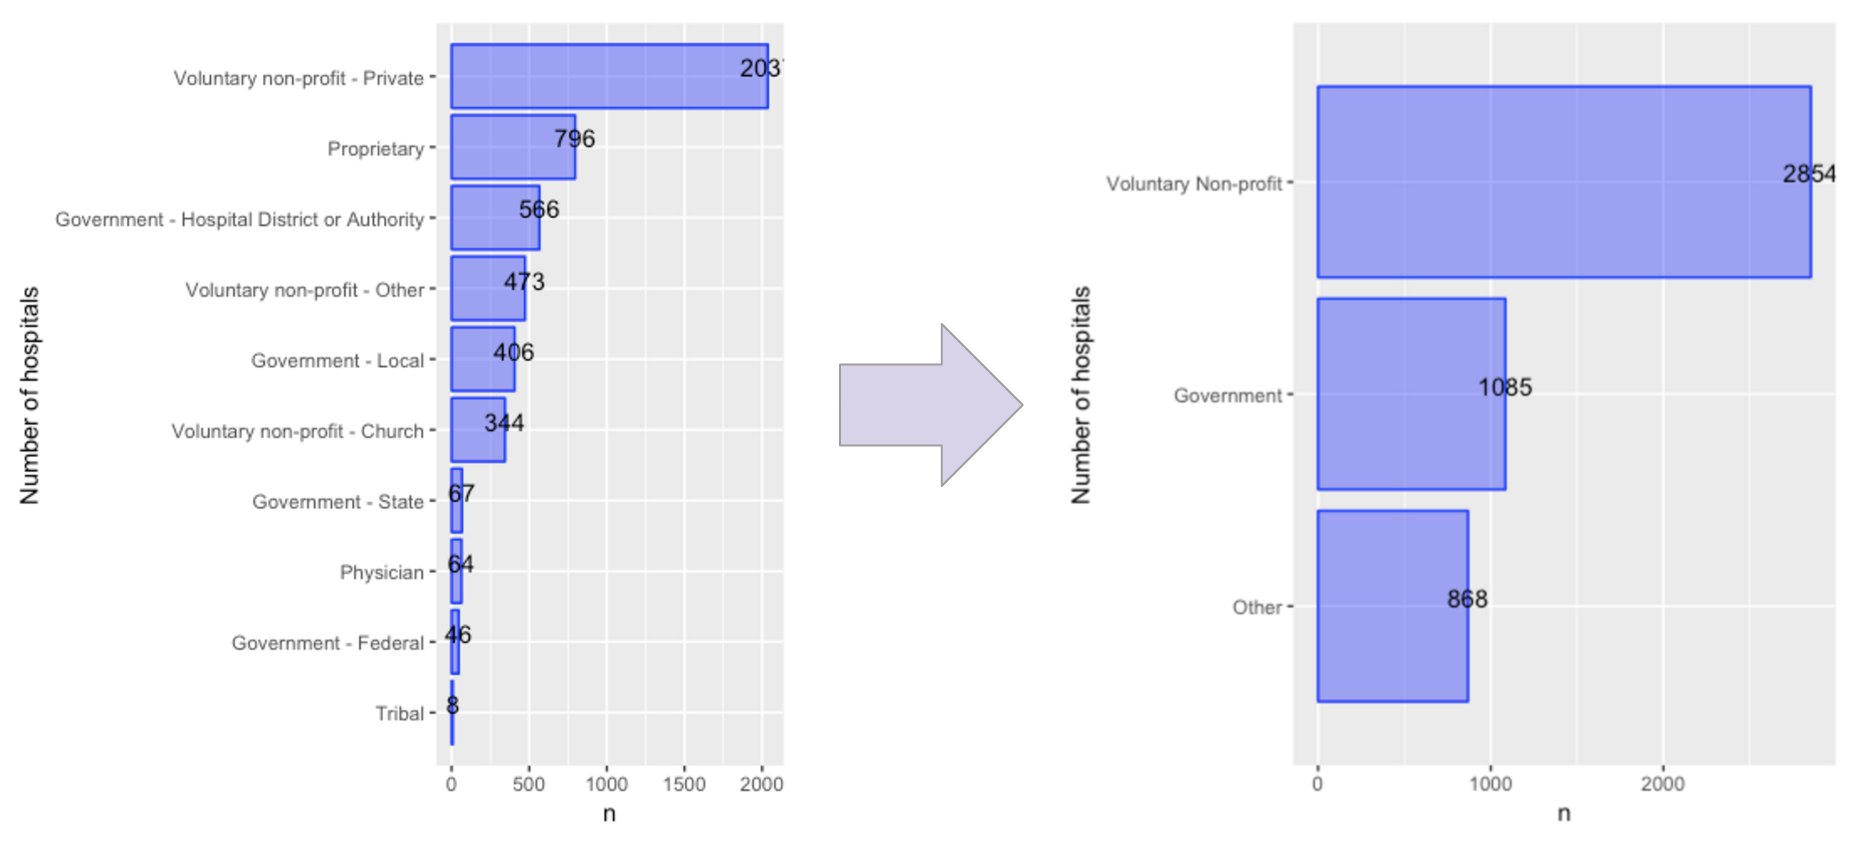 Number of hospitals
Voluntary non-profit - Private
2037
Proprietary
796
Government - Hospital District or Authority
566
Voluntary non-profit - Other
473
Government - Local
406
Voluntary non-profit - Church
344
Government - State
67
Physician
64
Government - Federal
46
Tribal
8
0 500 1000 1500 2000
n
Number of hospitals
Voluntary Non-profit
2854
Government
1085
Other
868
0 1000 2000
n